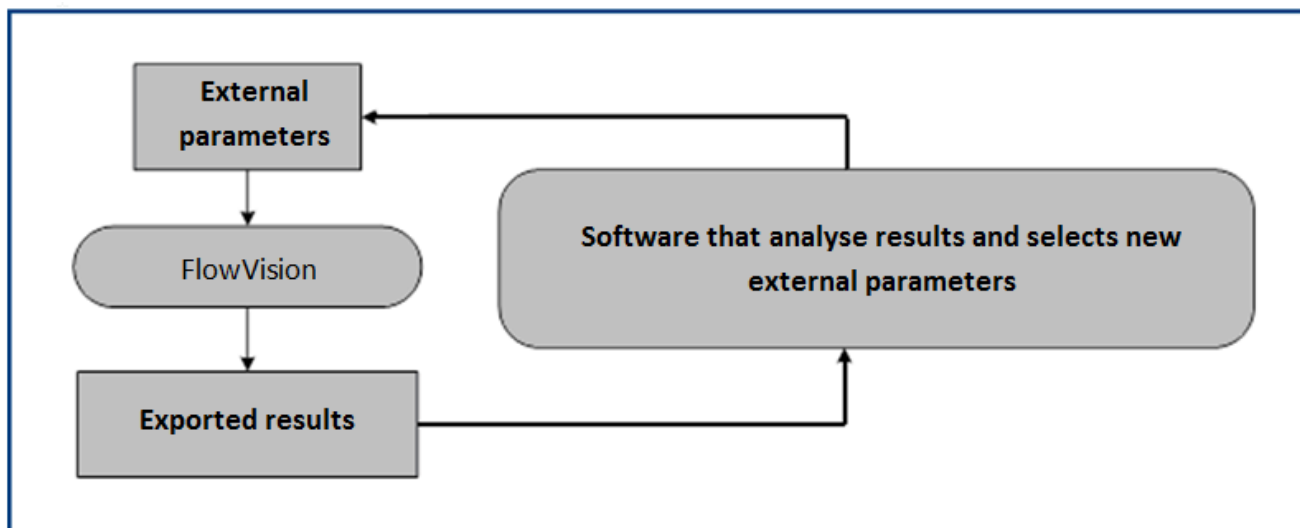 External
parameters
FlowVision
Exported results
Software that analyse results and selects new
external parameters